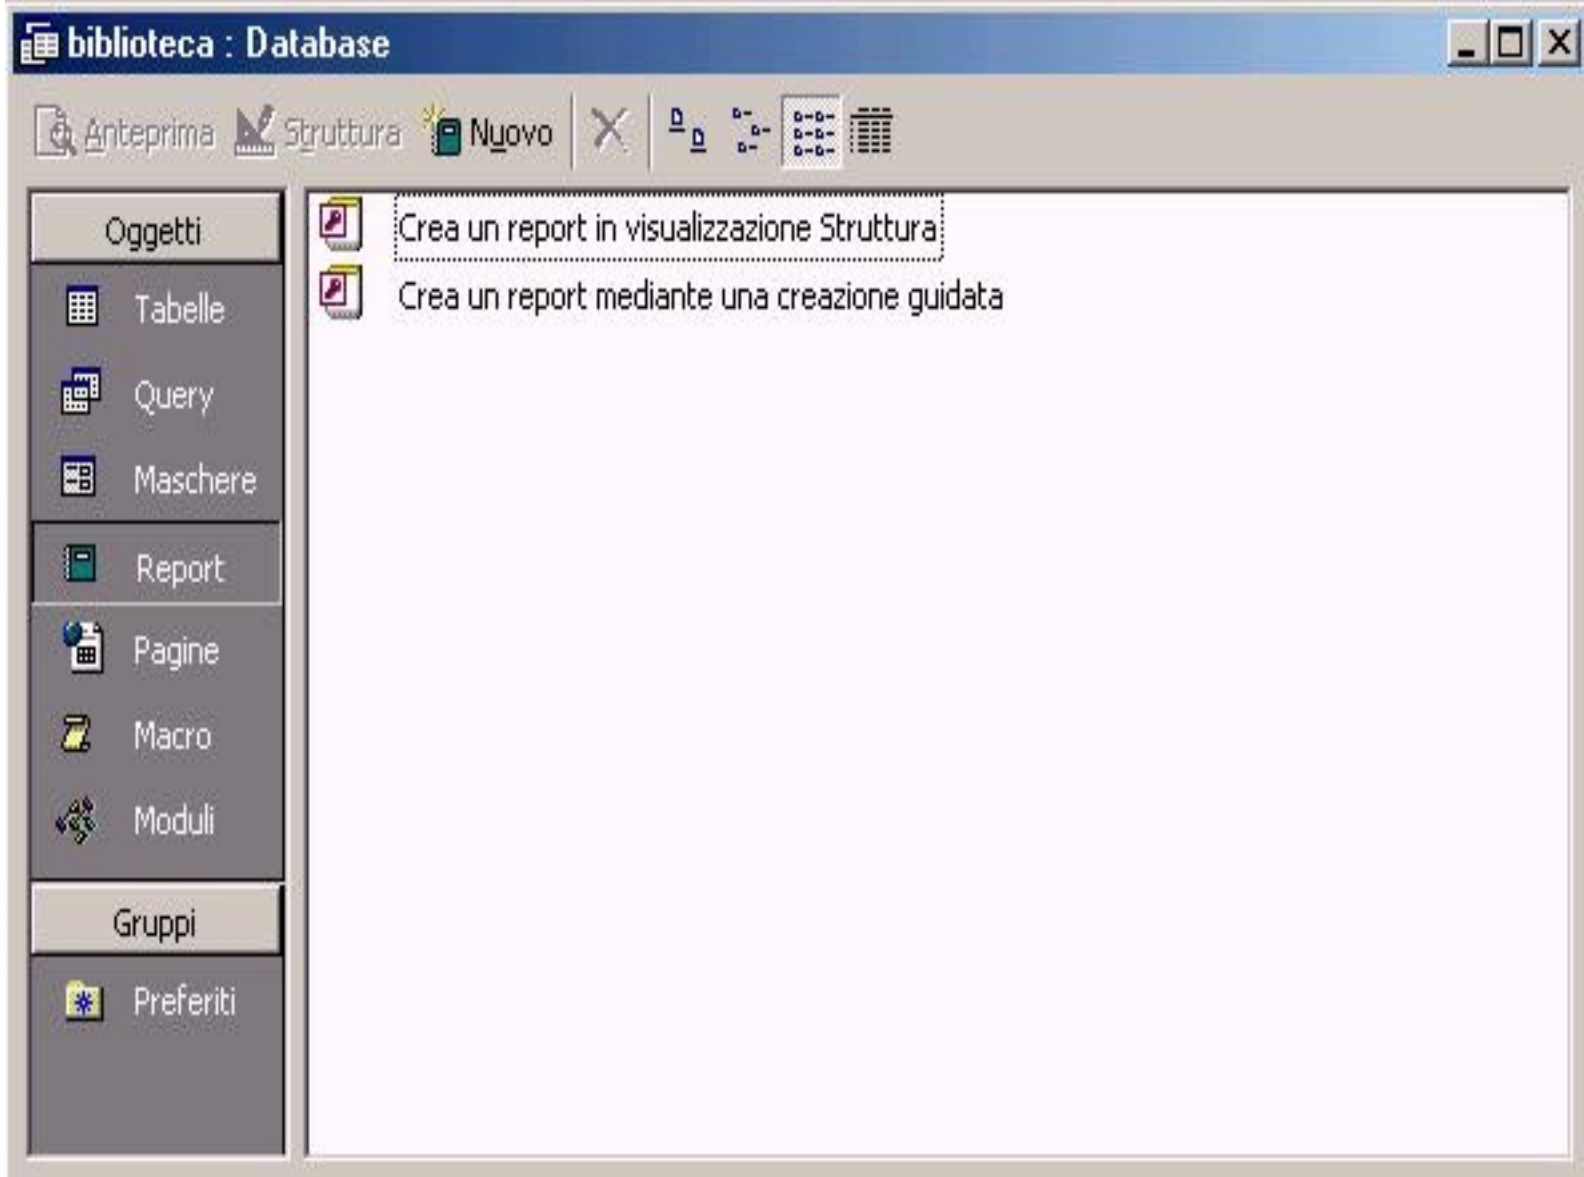 biblioteca : Database
Anteprima Struttura Nuovo
Oggetti
Tabelle
Query
Maschere
Report
Pagine
Macro
Moduli
Gruppi
Preferiti
Crea un report in visualizzazione Struttura
Crea un report mediante una creazione guidata